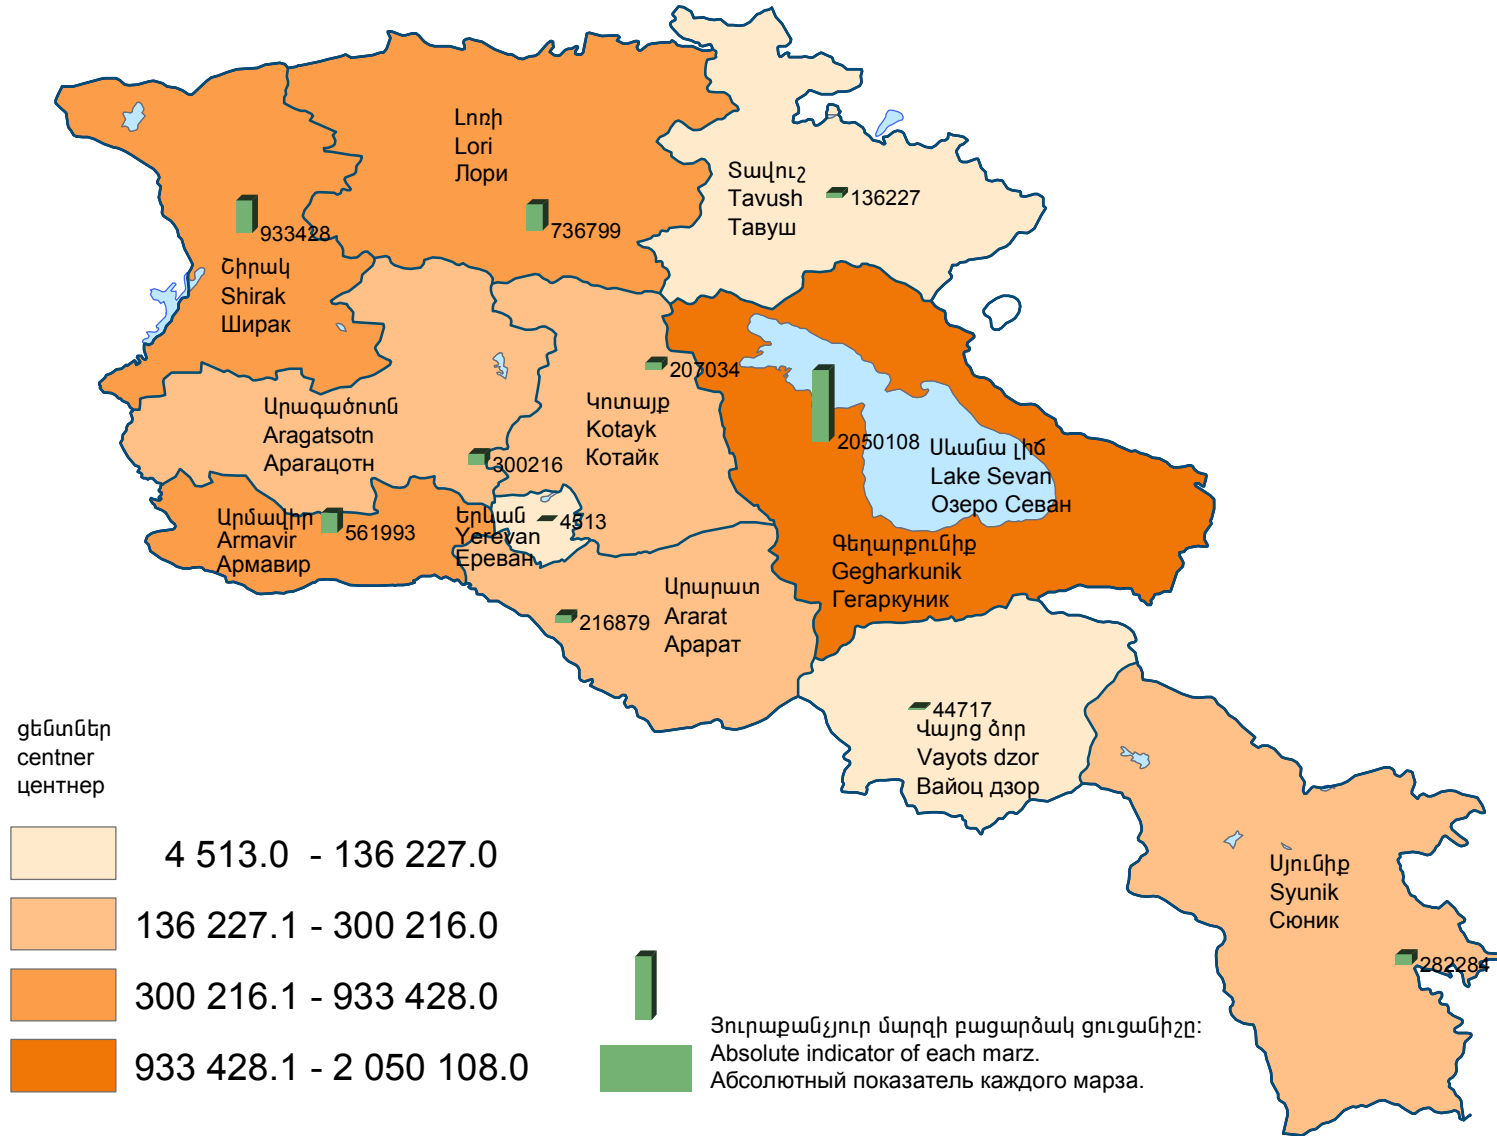 Լոռի
Lori
Лори
736799
Տավուշ
Tavush
Тавуш
136227
933428
Շիրակ
Shirak
Ширак
207034
Կոտայք
Kotayk
Котайк
Արագածոտն
Aragatsotn
Арагацотн
300216
2050108
Սևանա լիճ
Lake Sevan
Озеро Севан
Գեղարքունիք
Gegharkunik
Гегаркуник
Արմավիր
Armavir
Армавир
561993
Երևան
Yerevan
Ереван
4513
Արարատ
Ararat
Арарат
216879
44717
Վայոց ձոր
Vayots dzor
Вайоц дзор
Սյունիք
Syunik
Сюник
282284
ցենտներ
centner
центнер
4 513.0 - 136 227.0
136 227.1 - 300 216.0
300 216.1 - 933 428.0
933 428.1 - 2 050 108.0
Յուրաքանչյուր մարզի բացարձակ ցուցանիշը:
Absolute indicator of each marz.
Абсолютный показатель каждого марза.